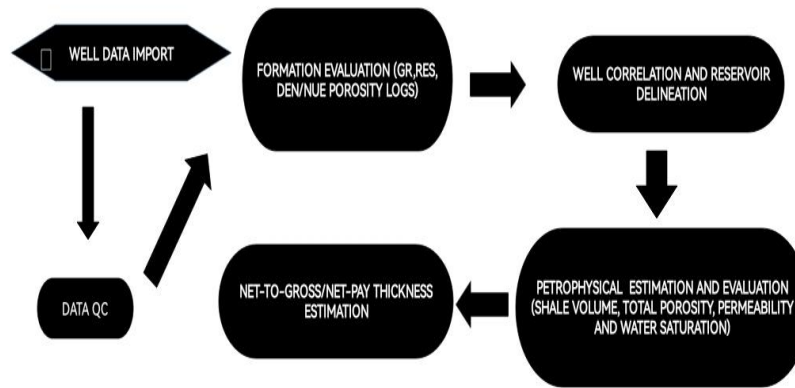 WELL DATA IMPORT
DATA QC
FORMATION EVALUATION (GR,RES,
DEN/NUE POROSITY LOGS)
WELL CORRELATION AND RESERVOIR
DELINEATION
PETROPHYSICAL ESTIMATION AND EVALUATION
(SHALE VOLUME, TOTAL POROSITY, PERMEABILITY
AND WATER SATURATION)
NET-TO-GROSS/NET-PAY THICKNESS
ESTIMATION